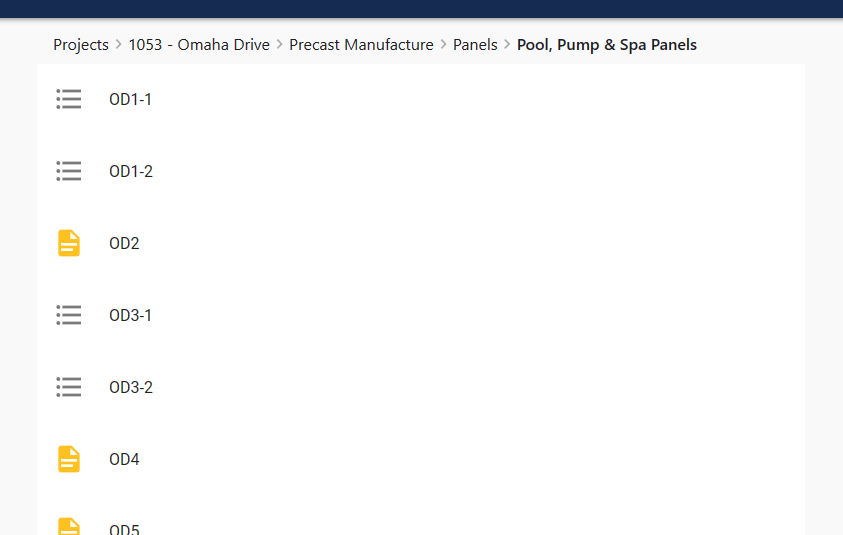 Projects > 1053 - Omaha Drive > Precast Manufacture > Panels > Pool, Pump & Spa Panels
OD1-1
OD1-2
OD2
OD3-1
OD3-2
OD4
OD5